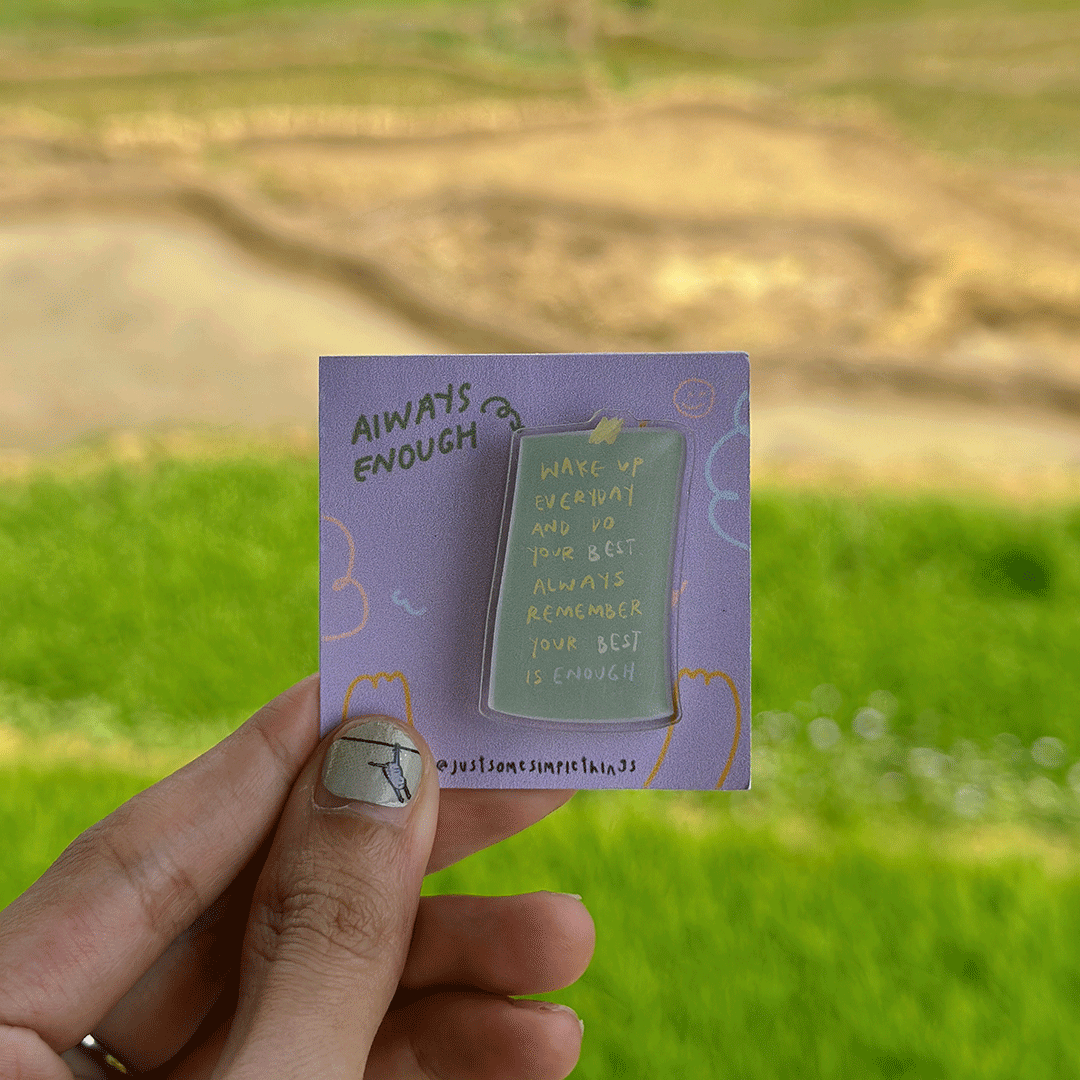 AlWAYS
ENOUGH
WAKE UP
EVERYDAY
AND DO
YOUR BEST
ALWAYS
REMEMBER
YOUR BEST
IS ENOUGH
@justsomesimplethings